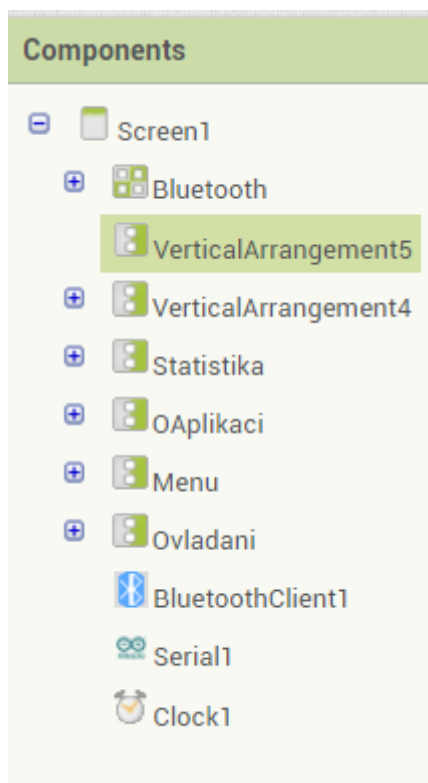 Components
Screen1
Bluetooth
VerticalArrangement5
VerticalArrangement4
Statistika
OAplikaci
Menu
Ovladani
BluetoothClient1
Serial1
Clock1